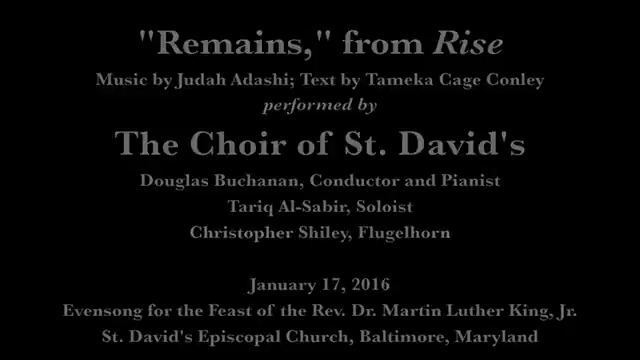 "Remains," from Rise
Music by Judah Adashi; Text by Tameka Cage Conley
performed by
The Choir of St. David's
Douglas Buchanan, Conductor and Pianist
Tariq Al-Sabir, Soloist
Christopher Shiley, Flugelhorn
January 17, 2016
Evensong for the Feast of the Rev. Dr. Martin Luther King, Jr.
St. David's Episcopal Church, Baltimore, Maryland